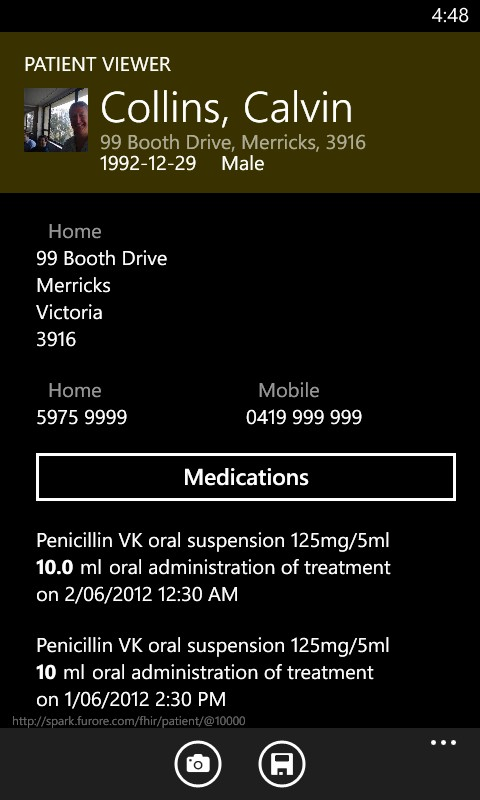 4:48
PATIENT VIEWER
Collins, Calvin
99 Booth Drive, Merricks, 3916
1992-12-29 Male
Home
99 Booth Drive
Merricks
Victoria
3916
Home Mobile
5975 9999 0419 999 999
Medications
Penicillin VK oral suspension 125mg/5ml
10.0 ml oral administration of treatment
on 2/06/2012 12:30 AM
Penicillin VK oral suspension 125mg/5ml
10 ml oral administration of treatment
on 1/06/2012 2:30 PM
http://spark.furore.com/fhir/patient/@10000